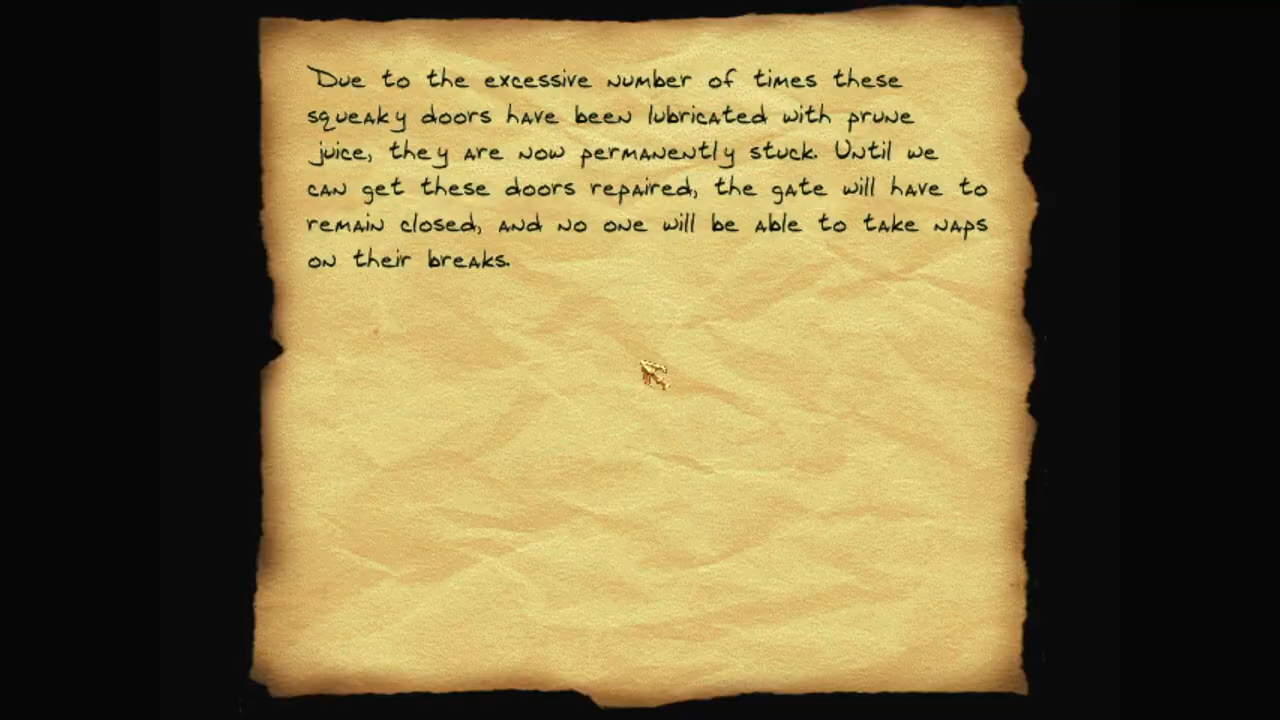 Due to the excessive number of times these
squeaky doors have been lubricated with prune
juice, they are now permanently stuck. Until we
can get these doors repaired, the gate will have to
remain closed, and no one will be able to take naps
on their breaks.